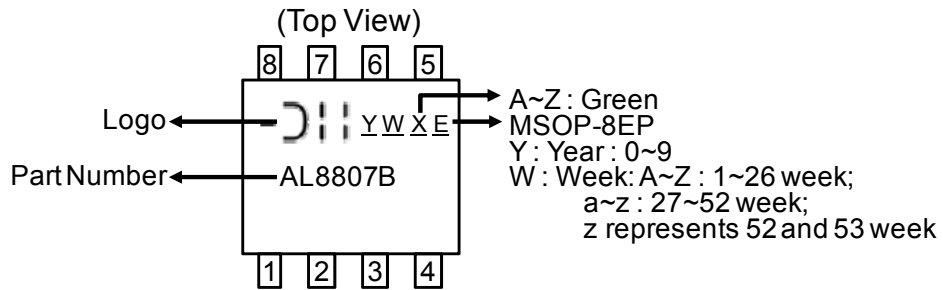 (Top View)
8 7 6 5
Logo
Y W X E
A~Z : Green
MSOP-8EP
Part Number
AL8807B
Y : Year : 0~9
W : Week: A~Z : 1~26 week;
a~z : 27~52 week;
z represents 52 and 53 week
1 2 3 4